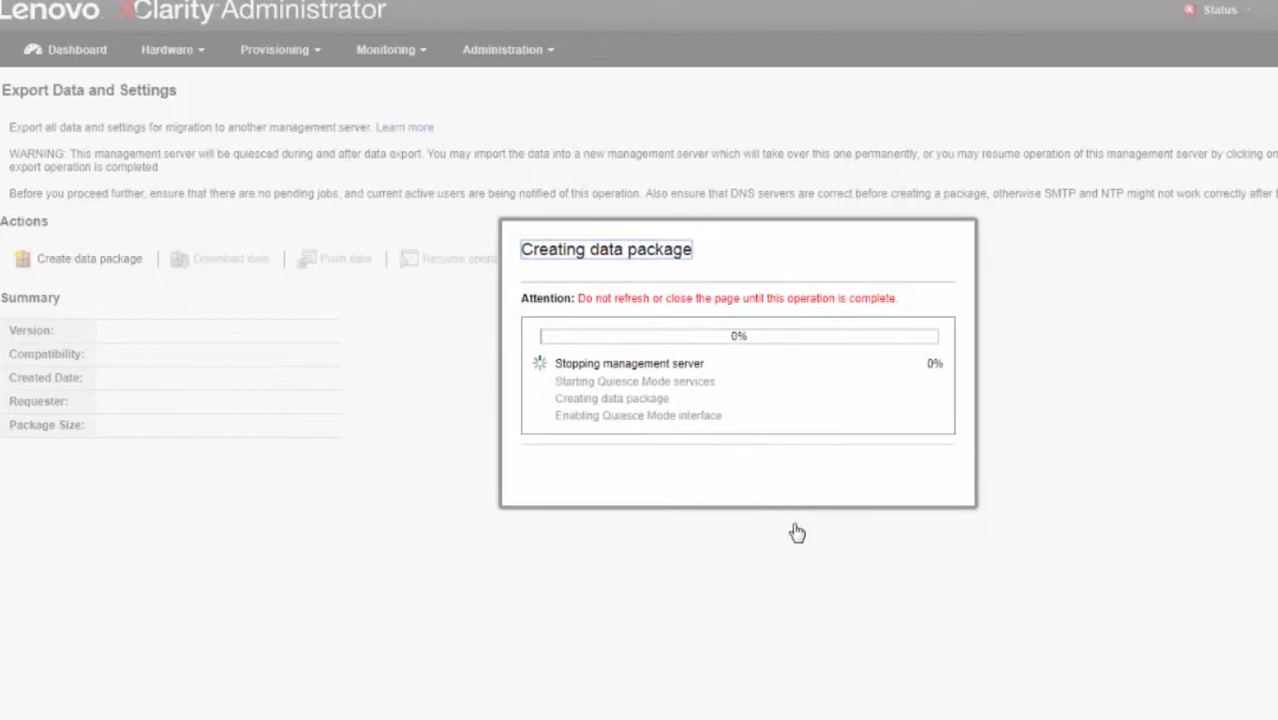 Lenovo XClarity Administrator
Status
Dashboard Hardware Provisioning Monitoring Administration
Export Data and Settings
Export all data and settings for migration to another management server. Learn more
WARNING: This management server will be quiesced during and after data export. You may import the data into a new management server which will take over this one permanently, or you may resume operation of this management server by clicking on
export operation is completed.
Before you proceed further, ensure that there are no pending jobs, and current active users are being notified of this operation. Also ensure that DNS servers are correct before creating a package, otherwise SMTP and NTP might not work correctly after
Actions
Create data package | Download data | Push data | Resume opera
Summary
Version:
Compatibility:
Created Date:
Requester:
Package Size:
Creating data package
Attention: Do not refresh or close the page until this operation is complete.
0%
Stopping management server 0%
Starting Quiesce Mode services
Creating data package
Enabling Quiesce Mode interface